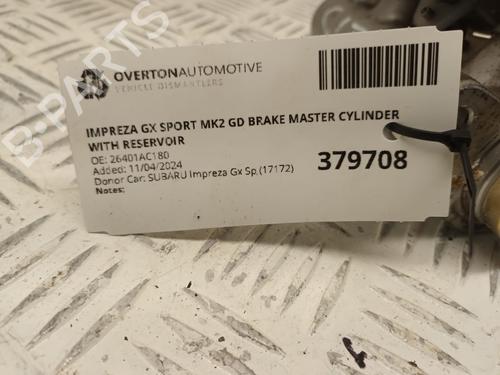 OVERTONAUTOMOTIVE
VEHICLE DISMANTLERS
IMPREZA GX SPORT MK2 GD BRAKE MASTER CYLINDER
WITH RESERVOIR
OE: 26401AC180
Added: 11/04/2024
Donor Car: SUBARU Impreza Gx Sp.(17172)
Notes:
379708
379708
B-PARTS